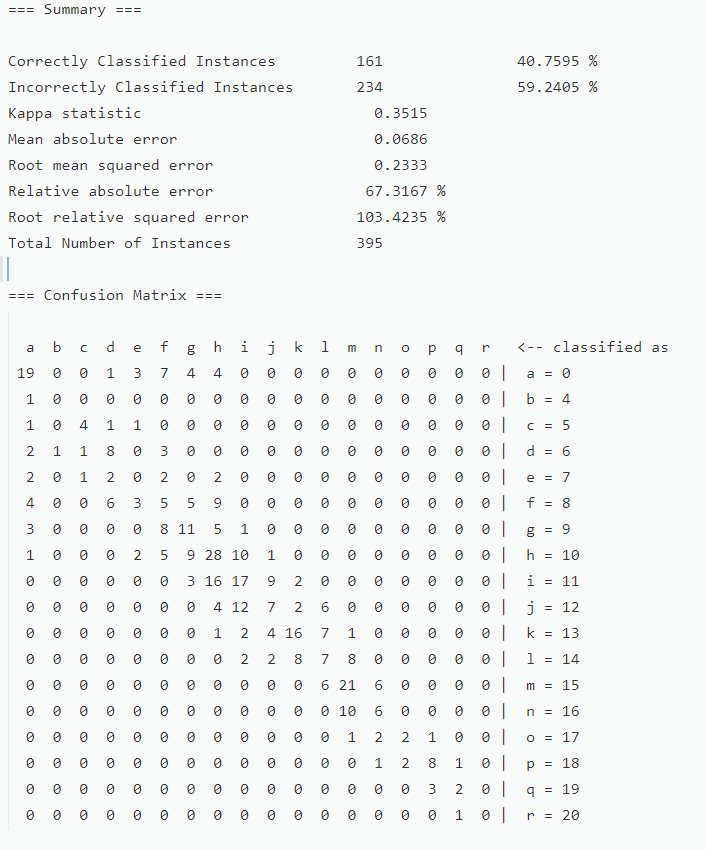 === Summary ===
Correctly Classified Instances 161 40.7595 %
Incorrectly Classified Instances 234 59.2405 %
Kappa statistic 0.3515
Mean absolute error 0.0686
Root mean squared error 0.2333
Relative absolute error 67.3167 %
Root relative squared error 103.4235 %
Total Number of Instances 395
=== Confusion Matrix ===
a b c d e f g h i j k l m n o p q r <-- classified as
19 0 0 1 3 7 4 4 0 0 0 0 0 0 0 0 0 0 | a = 0
1 0 0 0 0 0 0 0 0 0 0 0 0 0 0 0 0 0 | b = 4
1 0 4 1 1 0 0 0 0 0 0 0 0 0 0 0 0 0 | c = 5
2 1 1 8 0 3 0 0 0 0 0 0 0 0 0 0 0 0 | d = 6
2 0 1 2 0 2 0 2 0 0 0 0 0 0 0 0 0 0 | e = 7
4 0 0 6 3 5 5 9 0 0 0 0 0 0 0 0 0 0 | f = 8
3 0 0 0 0 8 11 5 1 0 0 0 0 0 0 0 0 0 | g = 9
1 0 0 0 2 5 9 28 10 1 0 0 0 0 0 0 0 0 | h = 10
0 0 0 0 0 0 3 16 17 9 2 0 0 0 0 0 0 0 | i = 11
0 0 0 0 0 0 0 4 12 7 2 6 0 0 0 0 0 0 | j = 12
0 0 0 0 0 0 0 1 2 4 16 7 1 0 0 0 0 0 | k = 13
0 0 0 0 0 0 0 0 2 2 8 7 8 0 0 0 0 0 | l = 14
0 0 0 0 0 0 0 0 0 0 0 6 21 6 0 0 0 0 | m = 15
0 0 0 0 0 0 0 0 0 0 0 0 10 6 0 0 0 0 | n = 16
0 0 0 0 0 0 0 0 0 0 0 0 1 2 2 1 0 0 | o = 17
0 0 0 0 0 0 0 0 0 0 0 0 0 1 2 8 1 0 | p = 18
0 0 0 0 0 0 0 0 0 0 0 0 0 0 0 3 2 0 | q = 19
0 0 0 0 0 0 0 0 0 0 0 0 0 0 0 0 1 0 | r = 20